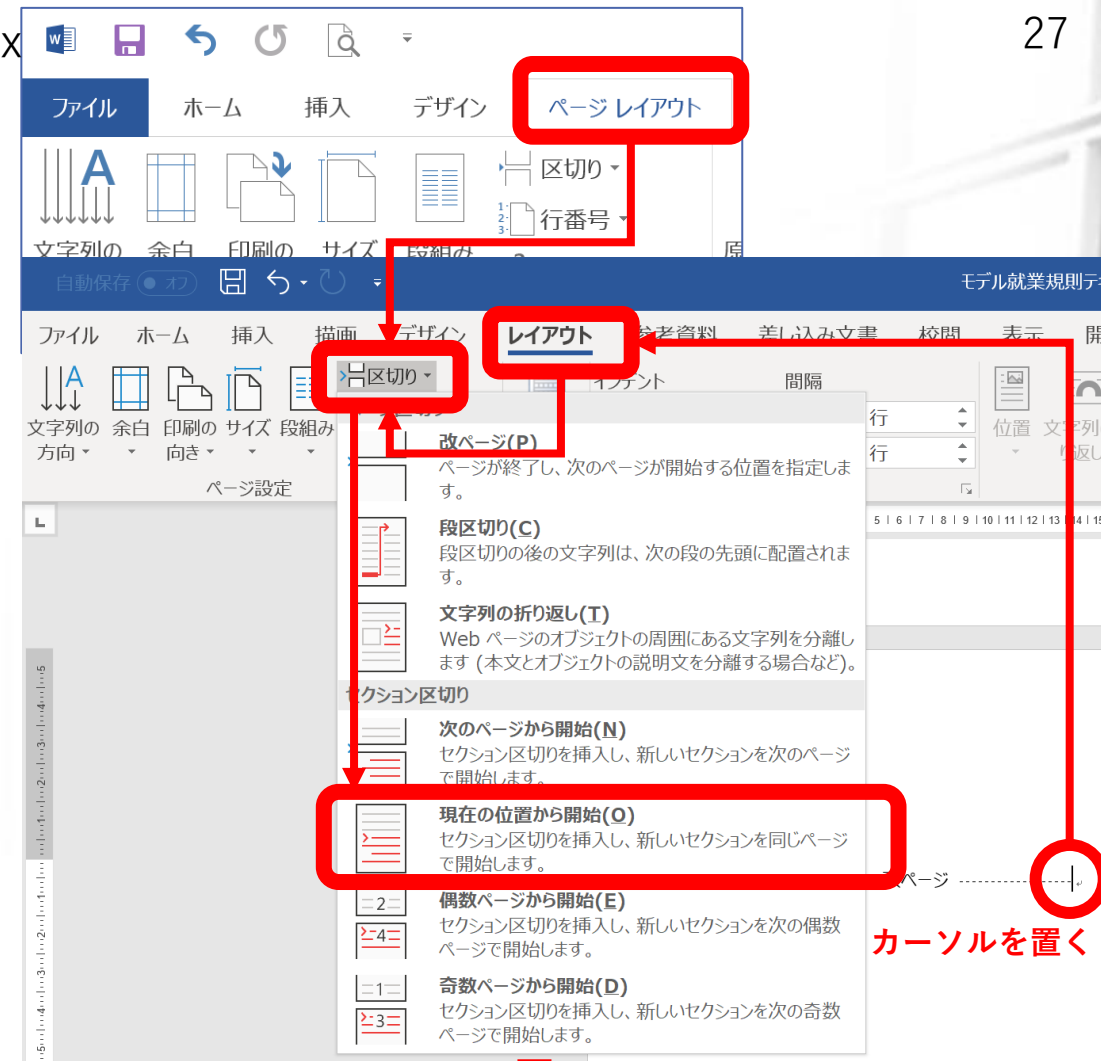 27
x
ファイル ホーム 挿入 デザイン ページ レイアウト
区切り
行番号
文字列の 余白 印刷の サイズ 段組み
自動保存 オフ
モデル就業規則テキ
ファイル ホーム 挿入 描画 デザイン レイアウト 参考資料 差し込み文書 校閲 表示 開
区切り インデント 間隔
文字列の 余白 印刷の サイズ 段組み
方向 向き
行
行
位置 文字列
り返し
ページ設定
改ページ(P)
ページが終了し、次のページが開始する位置を指定しま
す。
段区切り(C)
段区切りの後の文字列は、次の段の先頭に配置されま
す。
文字列の折り返し(T)
Web ページのオブジェクトの周囲にある文字列を分離し
ます (本文とオブジェクトの説明文を分離する場合など)。
セクション区切り
次のページから開始(N)
セクション区切りを挿入し、新しいセクションを次のページ
で開始します。
現在の位置から開始(O)
セクション区切りを挿入し、新しいセクションを同じページ
で開始します。
偶数ページから開始(E)
セクション区切りを挿入し、新しいセクションを次の偶数
ページで開始します。
奇数ページから開始(D)
セクション区切りを挿入し、新しいセクションを次の奇数
ページで開始します。
5 6 7 8 9 10 11 12 13 14 15
改ページ
カーソルを置く